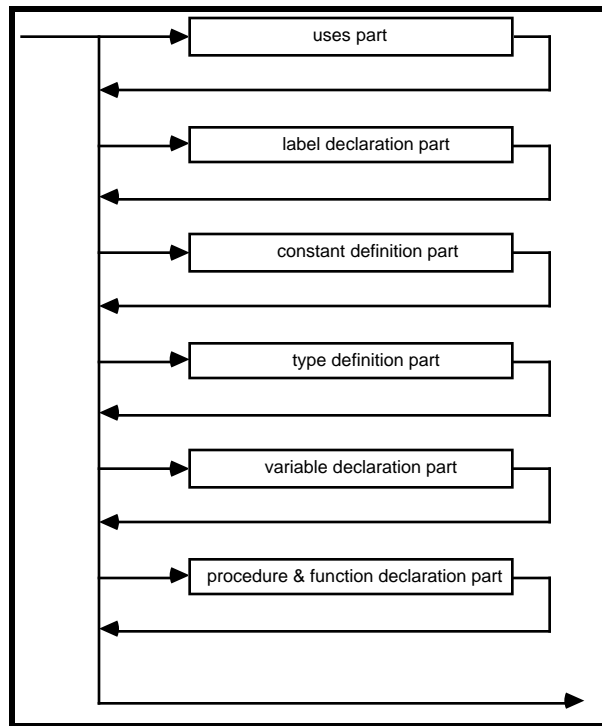 uses part
label declaration part
constant definition part
type definition part
variable declaration part
procedure & function declaration part